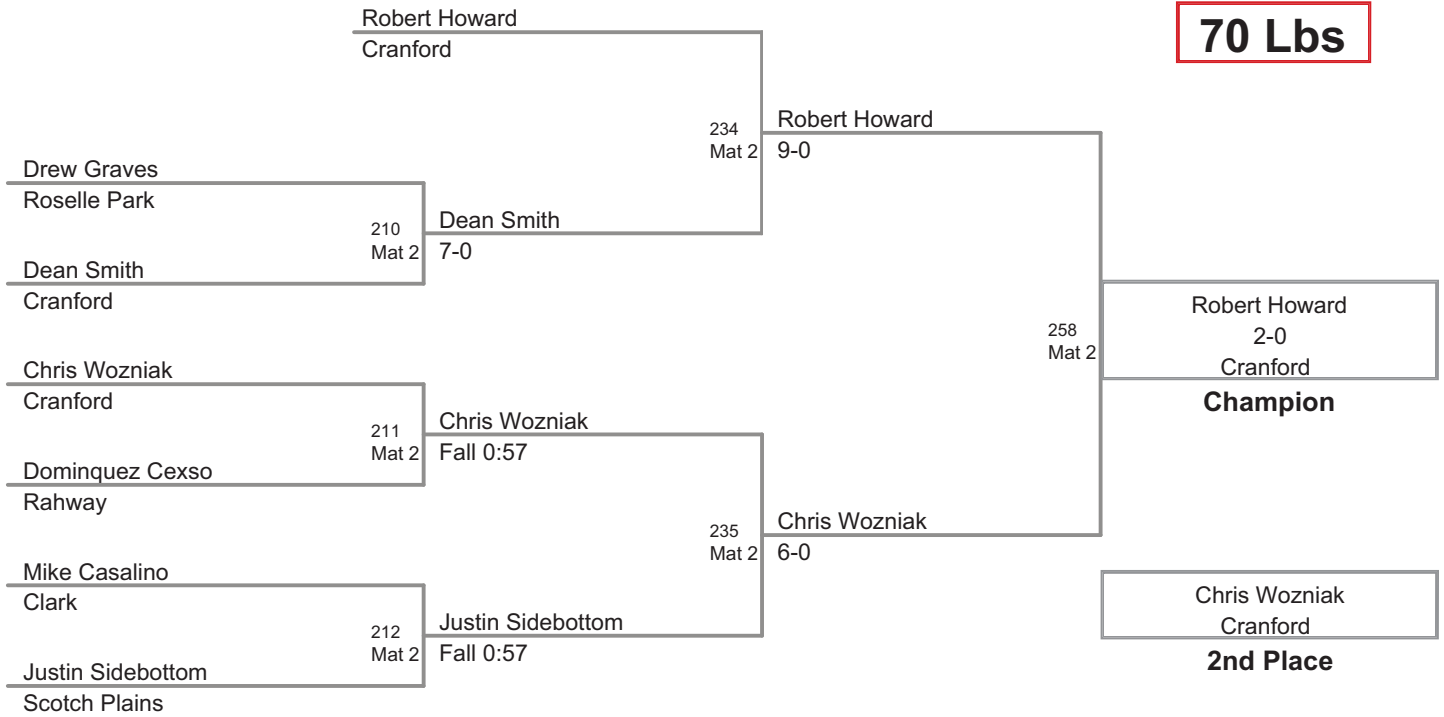 Robert Howard
Cranford
70 Lbs
234
Mat 2
Robert Howard
9-0
Drew Graves
Roselle Park
210
Mat 2
Dean Smith
7-0
Dean Smith
Cranford
Chris Wozniak
Cranford
211
Mat 2
Chris Wozniak
Fall 0:57
Dominquez Cexso
Rahway
235
Mat 2
Chris Wozniak
6-0
Mike Casalino
Clark
212
Mat 2
Justin Sidebottom
Fall 0:57
Justin Sidebottom
Scotch Plains
258
Mat 2
Robert Howard
2-0
Cranford
Champion
Chris Wozniak
Cranford
2nd Place